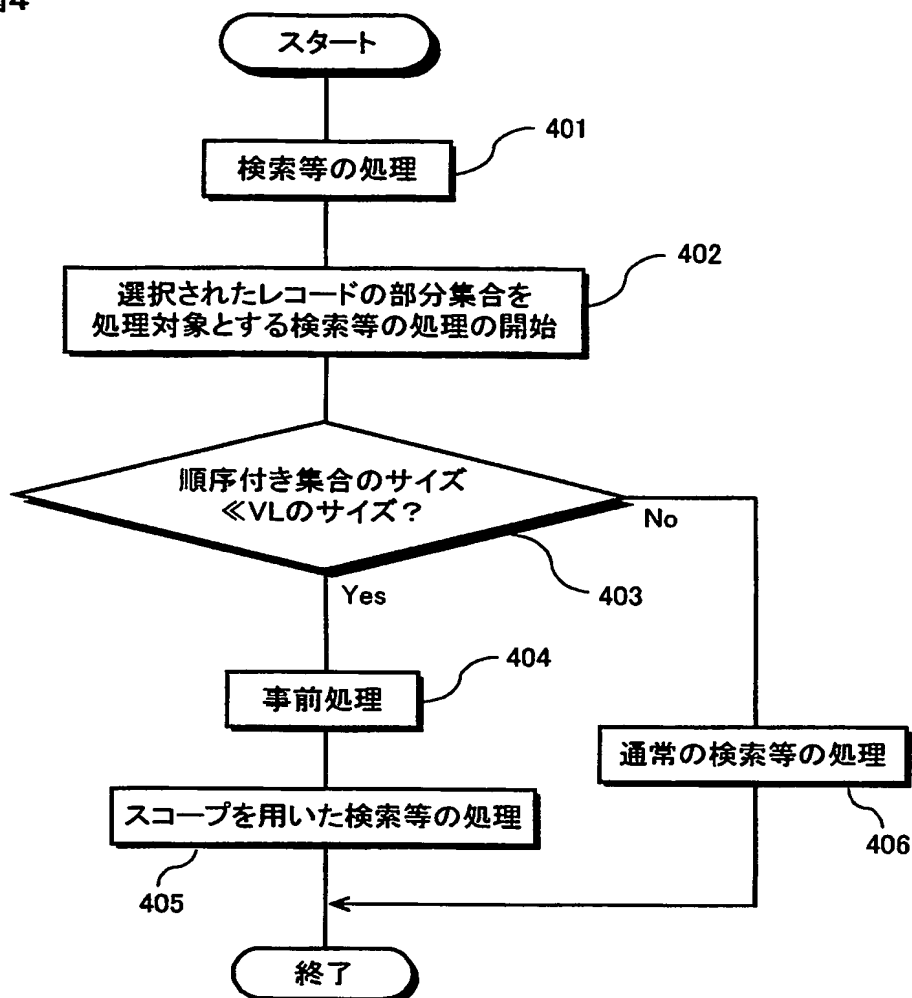 スタート
401
検索等の処理
402
選択されたレコードの部分集合を
処理対象とする検索等の処理の開始
順序付き集合のサイズ
≪VLのサイズ?
No
Yes
403
404
事前処理
通常の検索等の処理
スコープを用いた検索等の処理
406
405
終了